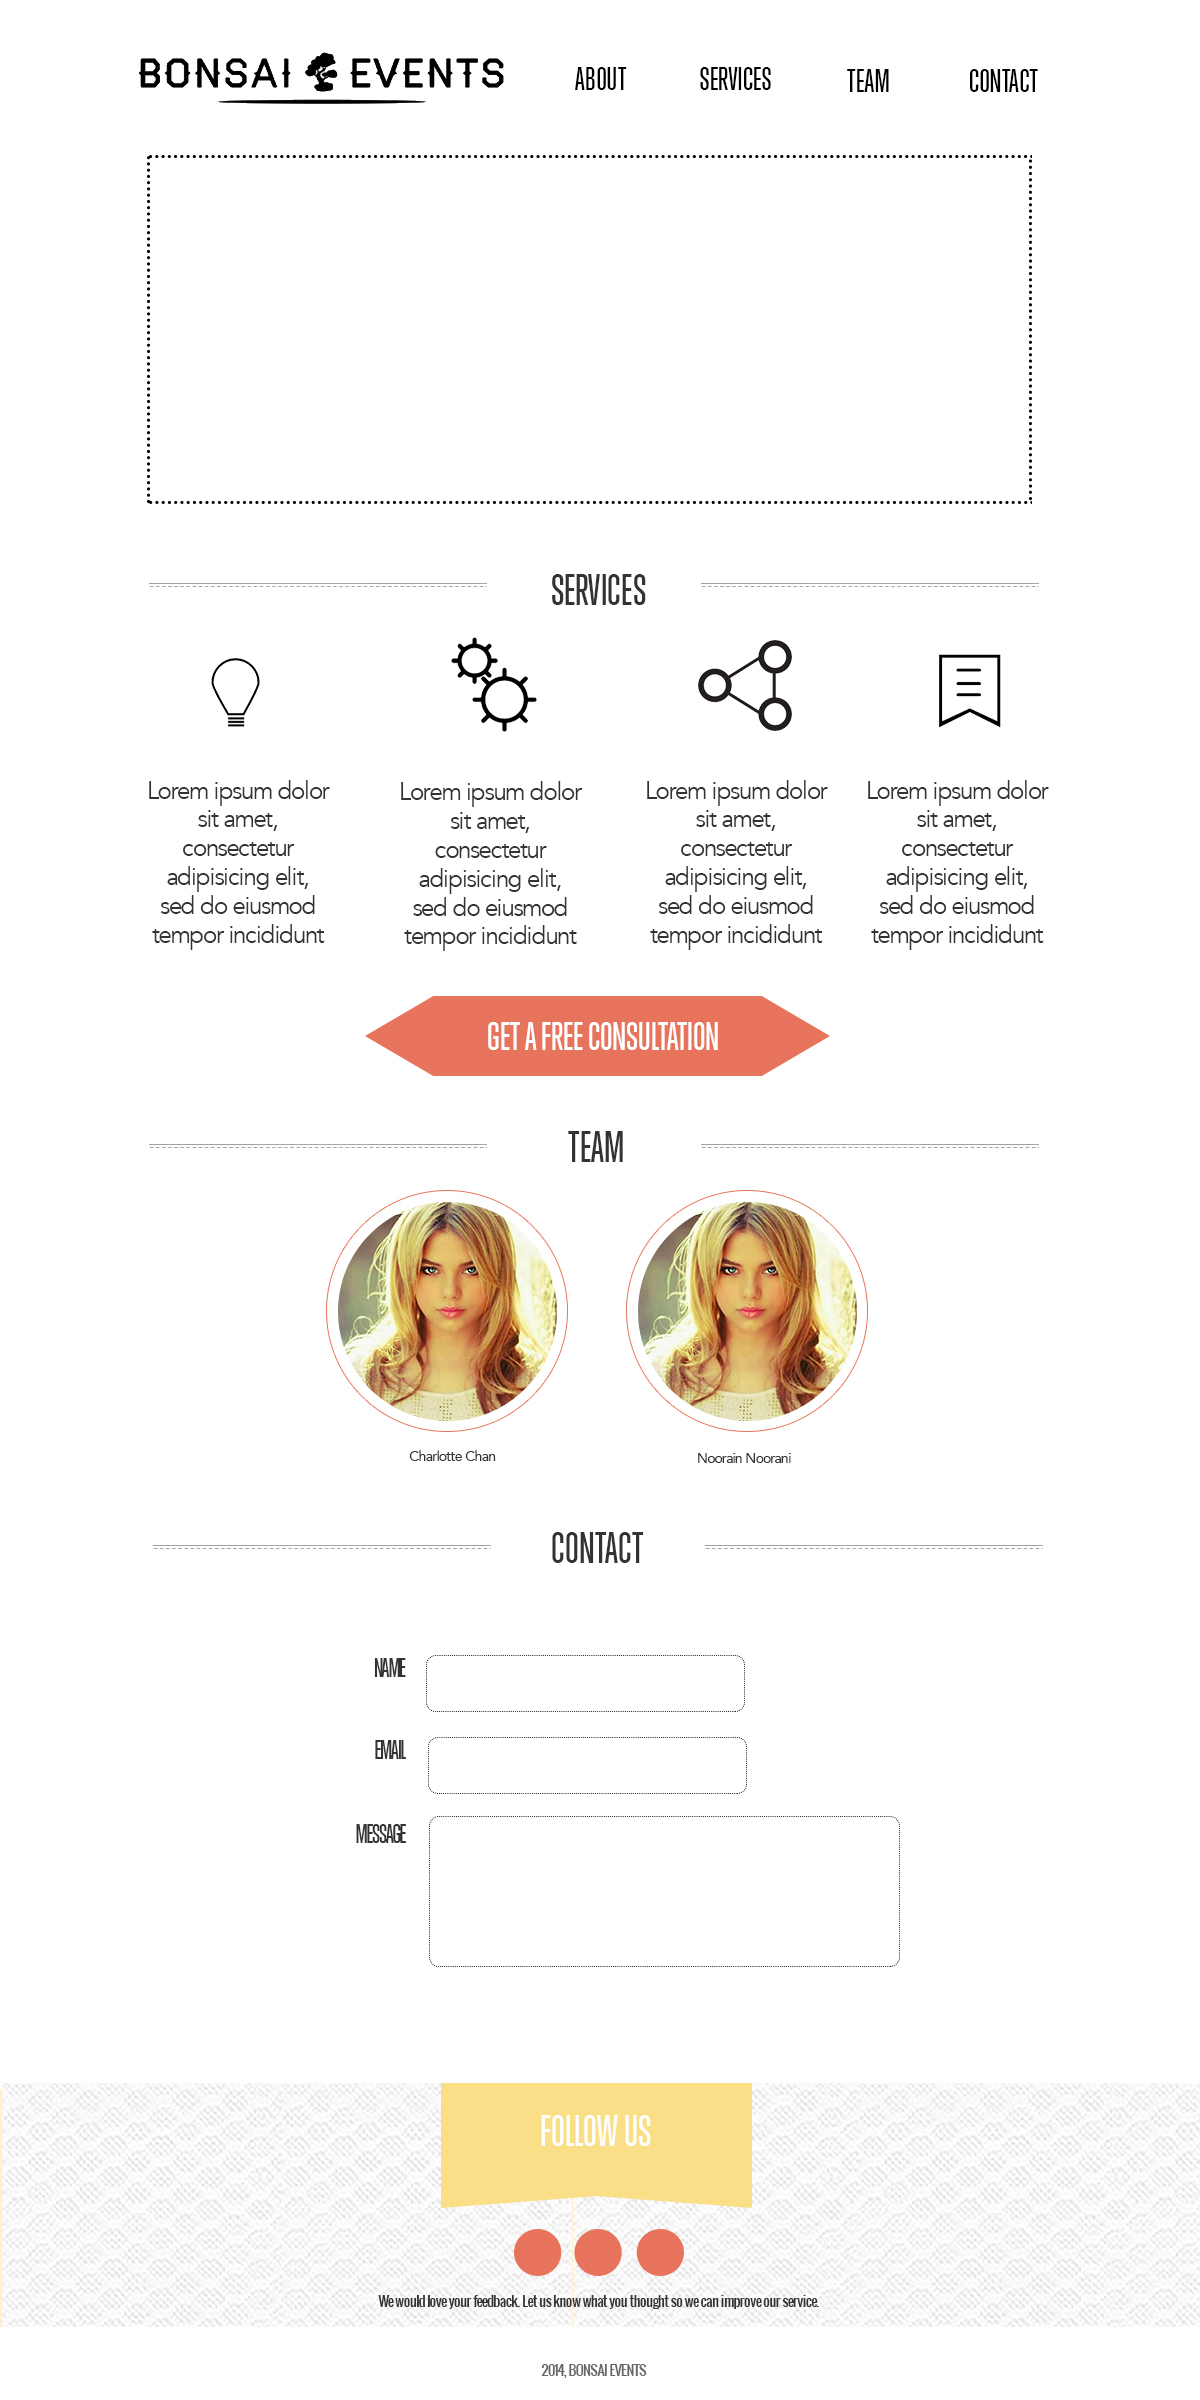 BONSAI EVENTS
ABOUT SERVICES TEAM CONTACT
SERVICES
Lorem ipsum dolor
sit amet,
consectetur
adipisicing elit,
sed do eiusmod
tempor incididunt
Lorem ipsum dolor
sit amet,
consectetur
adipisicing elit,
sed do eiusmod
tempor incididunt
Lorem ipsum dolor
sit amet,
consectetur
adipisicing elit,
sed do eiusmod
tempor incididunt
Lorem ipsum dolor
sit amet,
consectetur
adipisicing elit,
sed do eiusmod
tempor incididunt
GET A FREE CONSULTATION
TEAM
Charlotte Chan
Noorain Noorani
CONTACT
NAME
EMAIL
MESSAGE
FOLLOW US
We would love your feedback. Let us know what you thought so we can improve our service.
2014, BONSAI EVENTS